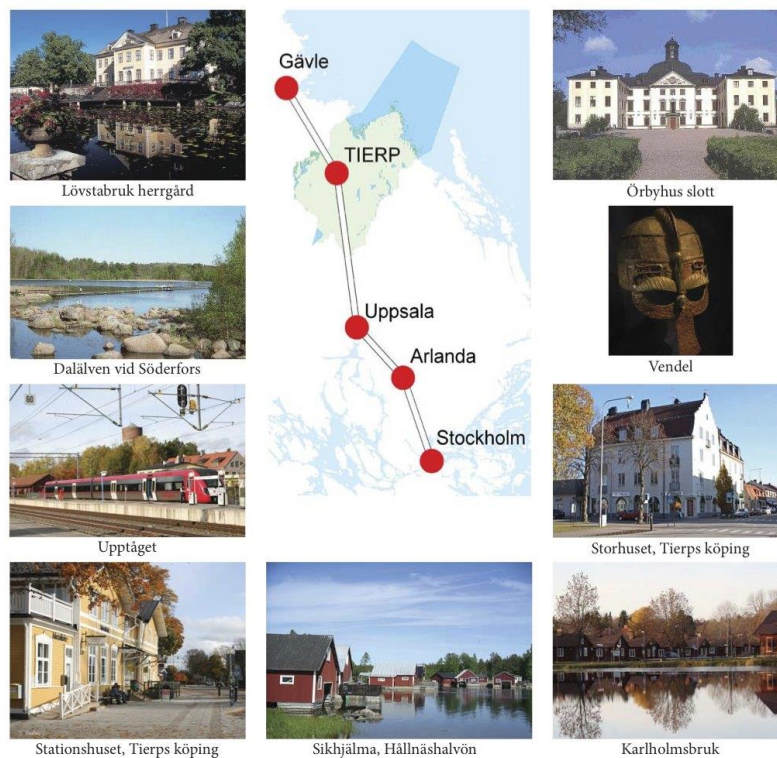 Lövstabruk herrgård
Gävle
TIERP
Uppsala
Arlanda
Stockholm
Örbyhus slott
Dalälven vid Söderfors
Vendel
60
Upptåget
Storhuset, Tierps köping
Stationshuset, Tierps köping
Sikhjälma, Hållnäshalvön
Karlholmsbruk